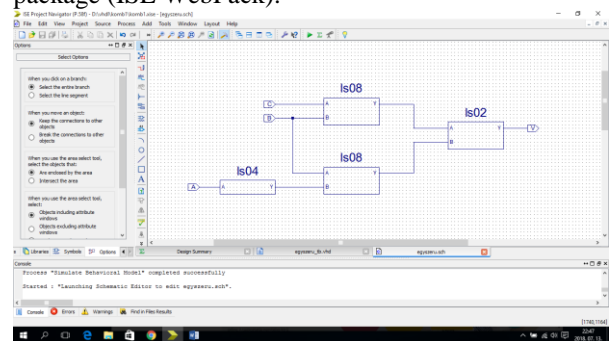 package (ISE WebPack).
ISE Project Navigator (P.58f) - D:\vhdl\komb1\komb1.xise - [egyszeru.sch]
File Edit View Project Source Process Add Tools Window Layout Help
Options
Select Options
When you click on a branch:
Select the entire branch
Select the line segment
When you move an object:
Keep the connections to other
objects
Break the connections to other
objects
When you use the area select tool,
select the objects that:
Are enclosed by the area
Intersect the area
When you use the area select tool,
select:
Objects including attribute
windows
Objects excluding attribute
windows
ls08
C
A Y
B
B
ls02
A Y
B
Y
ls08
A Y
B
ls04
A
A Y
Libraries Symbols Options
Design Summary
egyszeru_tb.vhd
egyszeru.sch
Console
Process "Simulate Behavioral Model" completed successfully
Started : "Launching Schematic Editor to edit egyszeru.sch".
Console Errors Warnings Find in Files Results
[1740,1164]
22:47
2018. 07. 13.